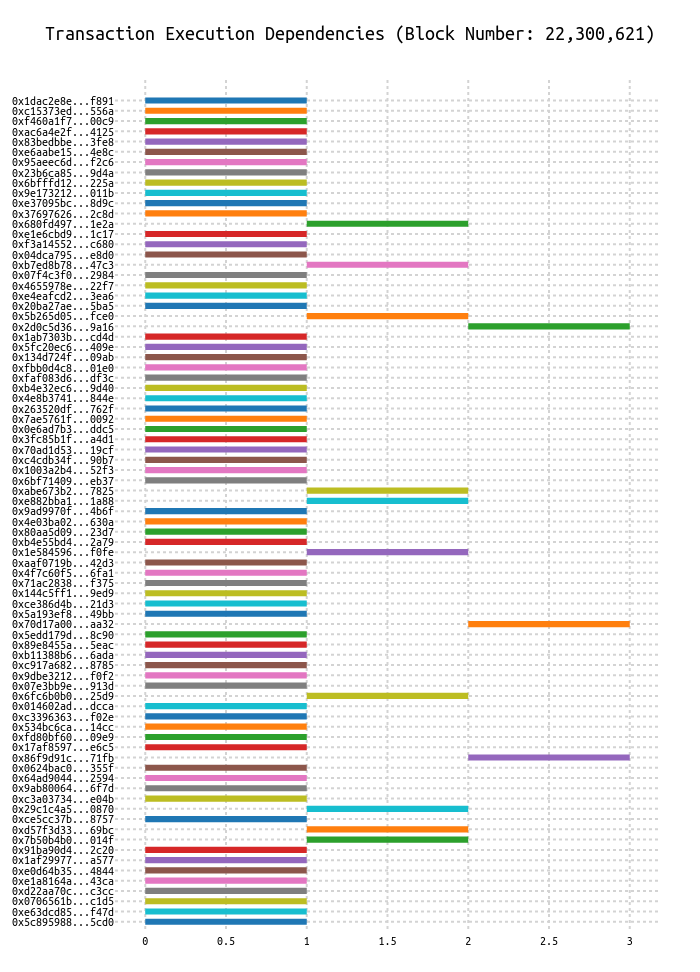 Transaction Execution Dependencies (Block Number: 22,300,621)
0x1dac2e8e...f891
0xc15373ed...556a
0xf460a1f7...00c9
0xac6a4e2f...4125
0x83bedbbe...3fe8
0xe6aabe15...4e8c
0x95aeec6d...f2c6
0x23b6ca85...9d4a
0x6bfffd12...225a
0x9e173212...011b
0xe37095bc...8d9c
0x37697626...2c8d
0x680fd497...1e2a
0xe1e6cbd9...1c17
0xf3a14552...c680
0x04dca795...e8d0
0xb7ed8b78...47c3
0x07f4c3f0...2984
0x4655978e...22f7
0xe4eafcd2...3ea6
0x20ba27ae...5ba5
0x5b265d05...fce0
0x2d0c5d36...9a16
0x1ab7303b...cd4d
0x5fc20ec6...409e
0x134d724f...09ab
0xfbb0d4c8...01e0
0xfaf083d6...df3c
0xb4e32ec6...9d40
0x4e8b3741...844e
0x263520df...762f
0x7ae5761f...0092
0x0e6ad7b3...ddc5
0x3fc85b1f...a4d1
0x70ad1d53...19cf
0xc4cdb34f...90b7
0x1003a2b4...52f3
0x6bf71409...eb37
0xabe673b2...7825
0xe882bba1...1a88
0x9ad9970f...4b6f
0x4e03ba02...630a
0x80aa5d09...23d7
0xb4e55bd4...2a79
0x1e584596...f0fe
0xaaf0719b...42d3
0x4f7c60f5...6fa1
0x71ac2838...f375
0x144c5ff1...9ed9
0xce386d4b...21d3
0x5a193ef8...49bb
0x70d17a00...aa32
0x5edd179d...8c90
0x89e8455a...5eac
0xb11388b6...6ada
0xc917a682...8785
0x9dbe3212...f0f2
0x07e3bb9e...913d
0x6fc6b0b0...25d9
0x014602ad...dcca
0xc3396363...f02e
0x534bc6ca...14cc
0xfd80bf60...09e9
0x17af8597...e6c5
0x86f9d91c...71fb
0x0624bac0...355f
0x64ad9044...2594
0x9ab80064...6f7d
0xc3a03734...e04b
0x29c1c4a5...0870
0xce5cc37b...8757
0xd57f3d33...69bc
0x7b50b4b0...014f
0x91ba90d4...2c20
0x1af29977...a577
0xe0d64b35...4844
0xe1a8164a...43ca
0xd22aa70c...c3cc
0x0706561b...c1d5
0xe63dcd85...f47d
0x5c895988...5cd0
0 0.5 1 1.5 2 2.5 3